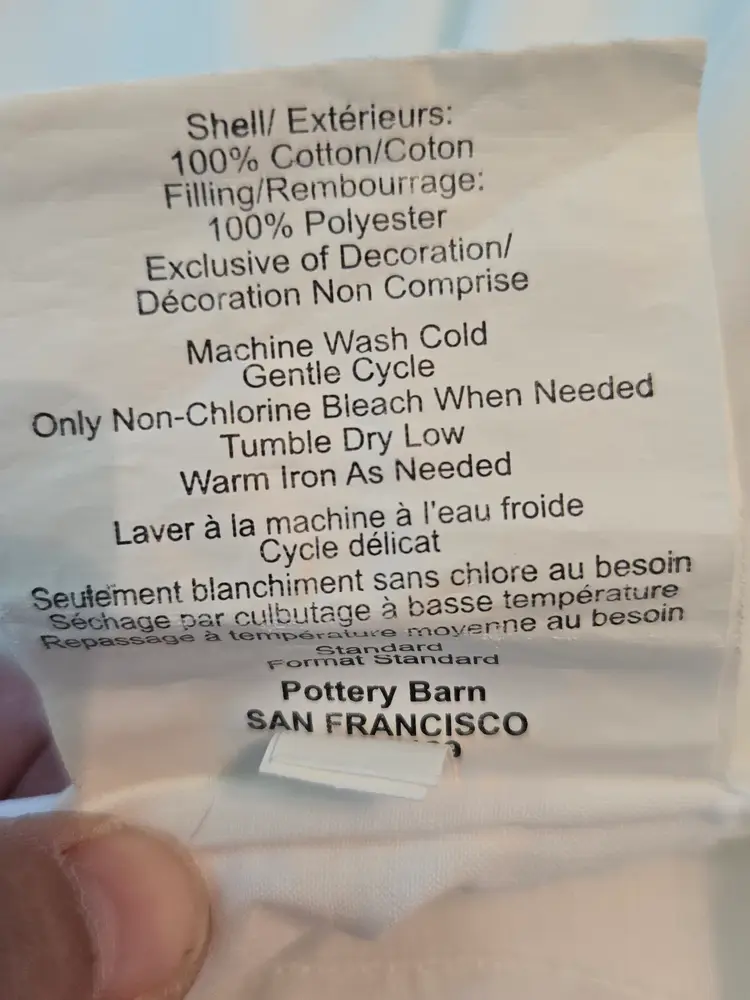 Shell/ Extérieurs:
100% Cotton/Coton
Filling/Rembourrage:
100% Polyester
Exclusive of Decoration/
Décoration Non Comprise
Machine Wash Cold
Gentle Cycle
Only Non-Chlorine Bleach When Needed
Tumble Dry Low
Warm Iron As Needed
Laver à la machine à l'eau froide
Cycle délicat
Seulement blanchiment sans chlore au besoin
Séchage par culbutage à basse température
Repassage à température moyenne au besoin
Standard
Format Standard
Pottery Barn
SAN FRANCISCO